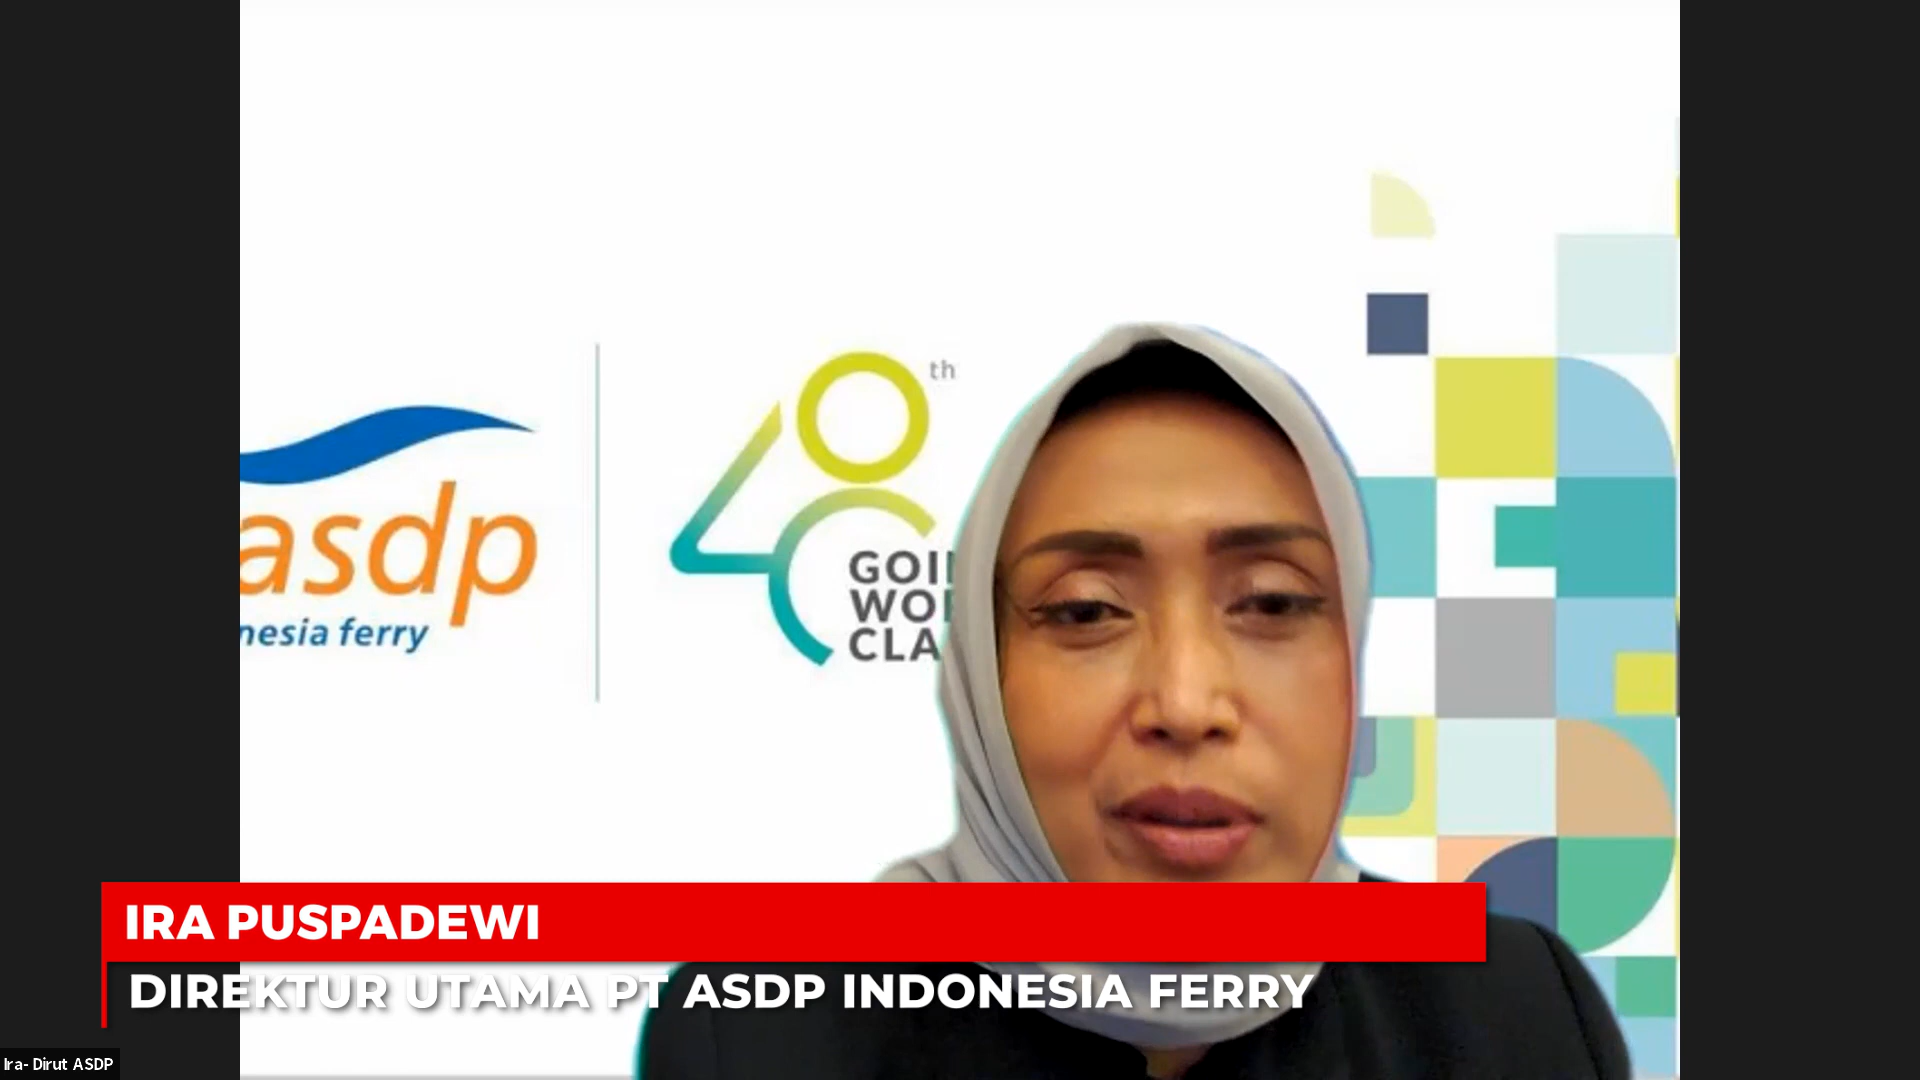 asdp
nesia ferry
th
GOI
WO
CLA
IRA PUSPADEWI
DIREKTUR UTAMA PT ASDP INDONESIA FERRY
Ira- Dirut ASDP